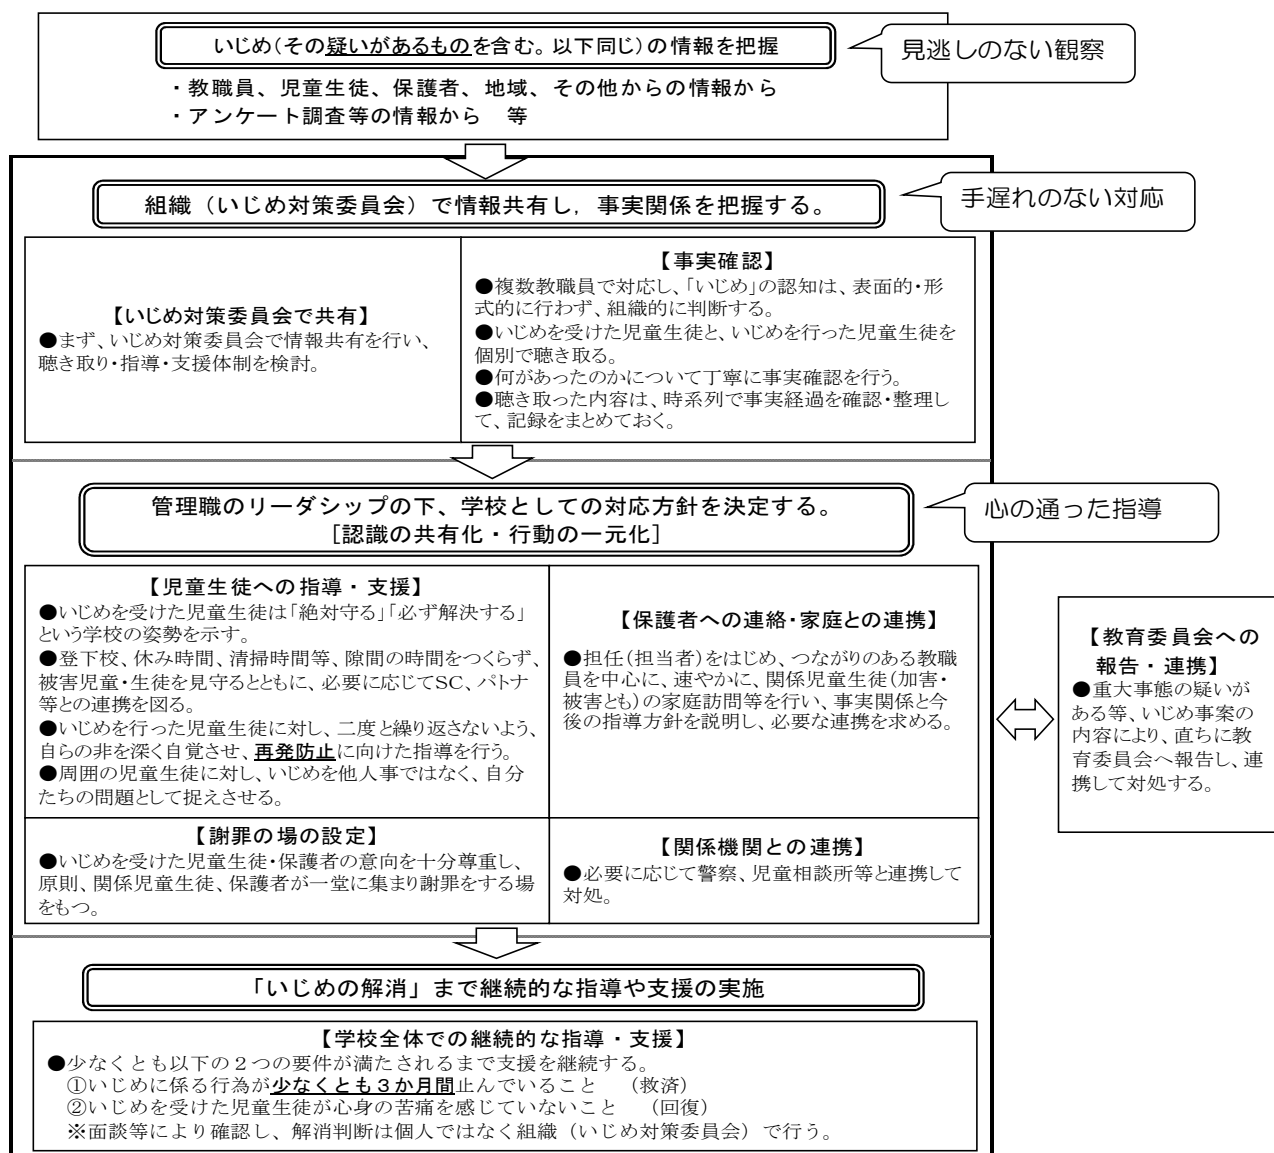 いじめ(その疑いがあるものを含む。以下同じ)の情報を把握
見逃しのない観察
・教職員、児童生徒、保護者、地域、その他からの情報から
・アンケート調査等の情報から　等
組織（いじめ対策委員会）で情報共有し，事実関係を把握する。
手遅れのない対応
【いじめ対策委員会で共有】
●まず、いじめ対策委員会で情報共有を行い、
聴き取り・指導・支援体制を検討。
【事実確認】
●複数教職員で対応し、「いじめ」の認知は、表面的・形
式的に行わず、組織的に判断する。
●いじめを受けた児童生徒と、いじめを行った児童生徒を
個別で聴き取る。
●何があったのかについて丁寧に事実確認を行う。
●聴き取った内容は、時系列で事実経過を確認・整理し
て、記録をまとめておく。
管理職のリーダシップの下、学校としての対応方針を決定する。
［認識の共有化・行動の一元化］
心の通った指導
【児童生徒への指導・支援】
●いじめを受けた児童生徒は「絶対守る」「必ず解決する」
という学校の姿勢を示す。
●登下校、休み時間、清掃時間等、隙間の時間をつくらず、
被害児童・生徒を見守るとともに、必要に応じてSC、パトナ
等との連携を図る。
●いじめを行った児童生徒に対し、二度と繰り返さないよう、
自らの非を深く自覚させ、再発防止に向けた指導を行う。
●周囲の児童生徒に対し、いじめを他人事ではなく、自分
たちの問題として捉えさせる。
【保護者への連絡・家庭との連携】
●担任(担当者)をはじめ、つながりのある教職
員を中心に、速やかに、関係児童生徒(加害・
被害とも)の家庭訪問等を行い、事実関係と今
後の指導方針を説明し、必要な連携を求める。
【教育委員会への
報告・連携】
●重大事態の疑いが
ある等、いじめ事案の
内容により、直ちに教
育委員会へ報告し、連
携して対処する。
【謝罪の場の設定】
●いじめを受けた児童生徒・保護者の意向を十分尊重し、
原則、関係児童生徒、保護者が一堂に集まり謝罪をする場
をもつ。
【関係機関との連携】
●必要に応じて警察、児童相談所等と連携して
対処。
「いじめの解消」まで継続的な指導や支援の実施
【学校全体での継続的な指導・支援】
●少なくとも以下の２つの要件が満たされるまで支援を継続する。
①いじめに係る行為が少なくとも３か月間止んでいること　（救済）
②いじめを受けた児童生徒が心身の苦痛を感じていないこと　（回復）
※面談等により確認し、解消判断は個人ではなく組織（いじめ対策委員会）で行う。